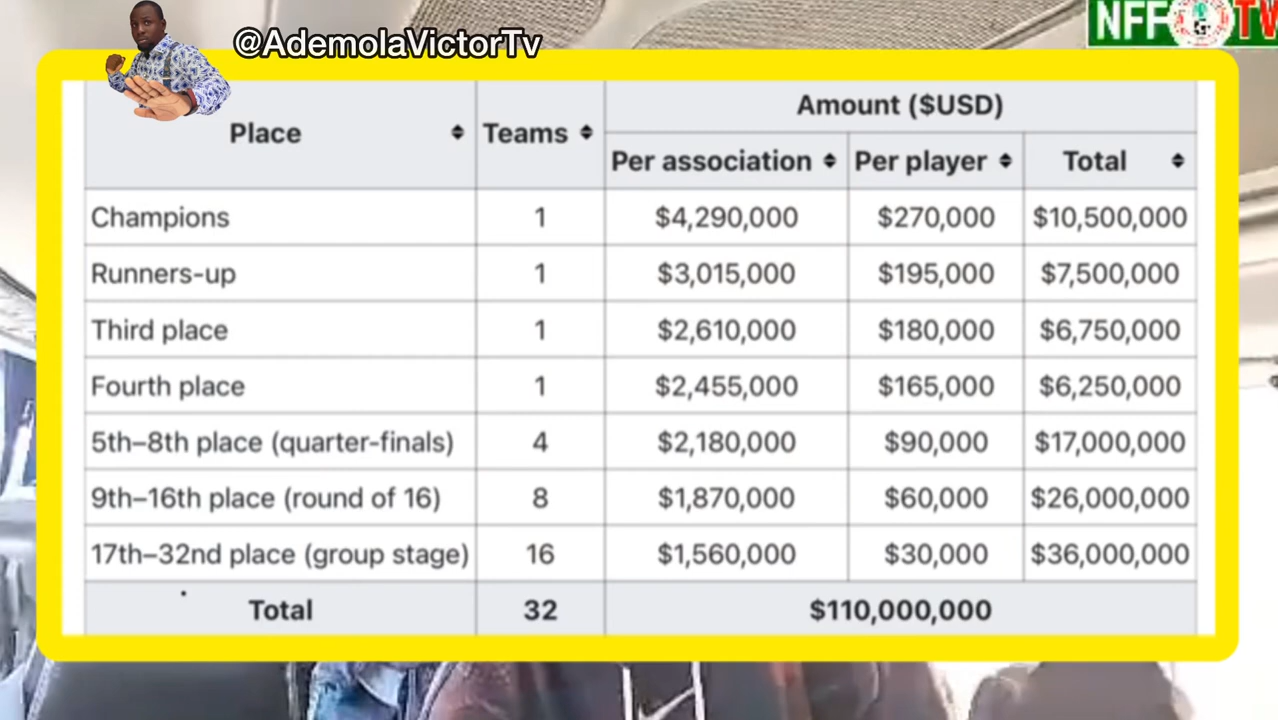 @AdemolaVictorTv
NFF TV
Place Teams Amount ($USD)
Per association Per player Total
Champions 1 $4,290,000 $270,000 $10,500,000
Runners-up 1 $3,015,000 $195,000 $7,500,000
Third place 1 $2,610,000 $180,000 $6,750,000
Fourth place 1 $2,455,000 $165,000 $6,250,000
5th–8th place (quarter-finals) 4 $2,180,000 $90,000 $17,000,000
9th–16th place (round of 16) 8 $1,870,000 $60,000 $26,000,000
17th–32nd place (group stage) 16 $1,560,000 $30,000 $36,000,000
Total 32 $110,000,000